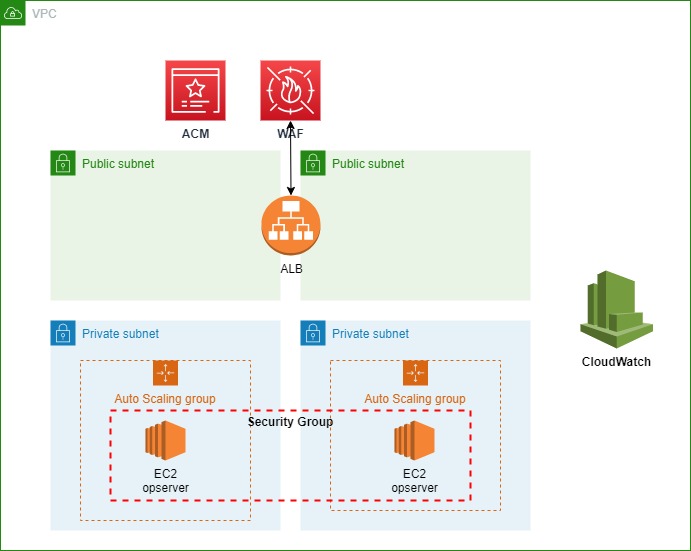 VPC
ACM
WAF
Public subnet
Public subnet
ALB
CloudWatch
Private subnet
Private subnet
Auto Scaling group
Auto Scaling group
Security Group
EC2
opserver
EC2
opserver